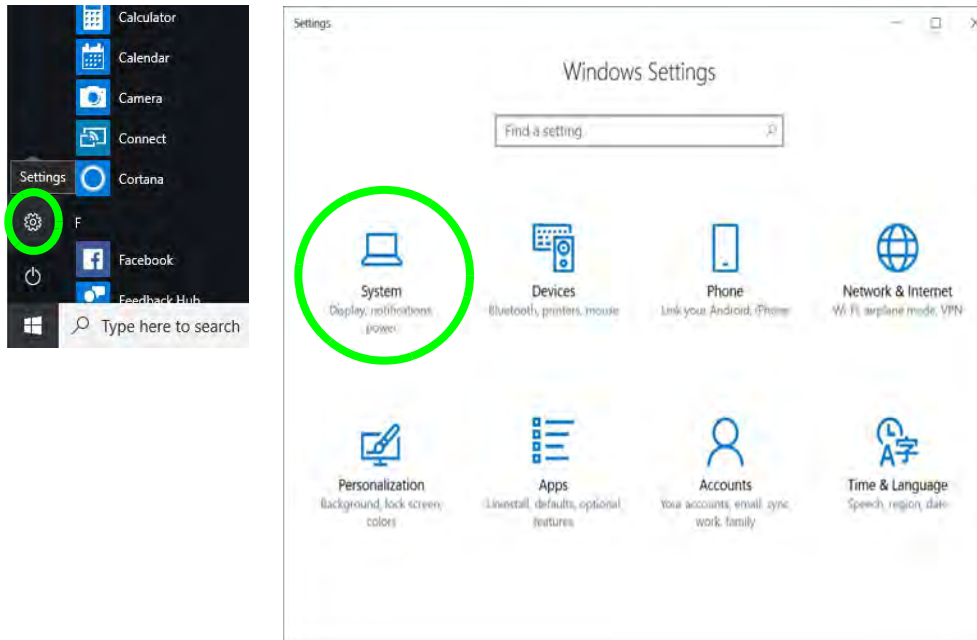 Calculator
Calendar
Camera
Connect
Settings
Cortana
F
Facebook
Feedback Hub
Type here to search
Settings
Windows Settings
Find a setting
System
Display, notifications,
power
Devices
Bluetooth, printers, mouse
Phone
Link your Android, iPhone
Network & Internet
Wi-Fi, airplane mode, VPN
Personalization
Background, lock screen,
colors
Apps
Uninstall, defaults, optional
features
Accounts
Your accounts, email, sync,
work, family
Time & Language
Speech, region, date
A字